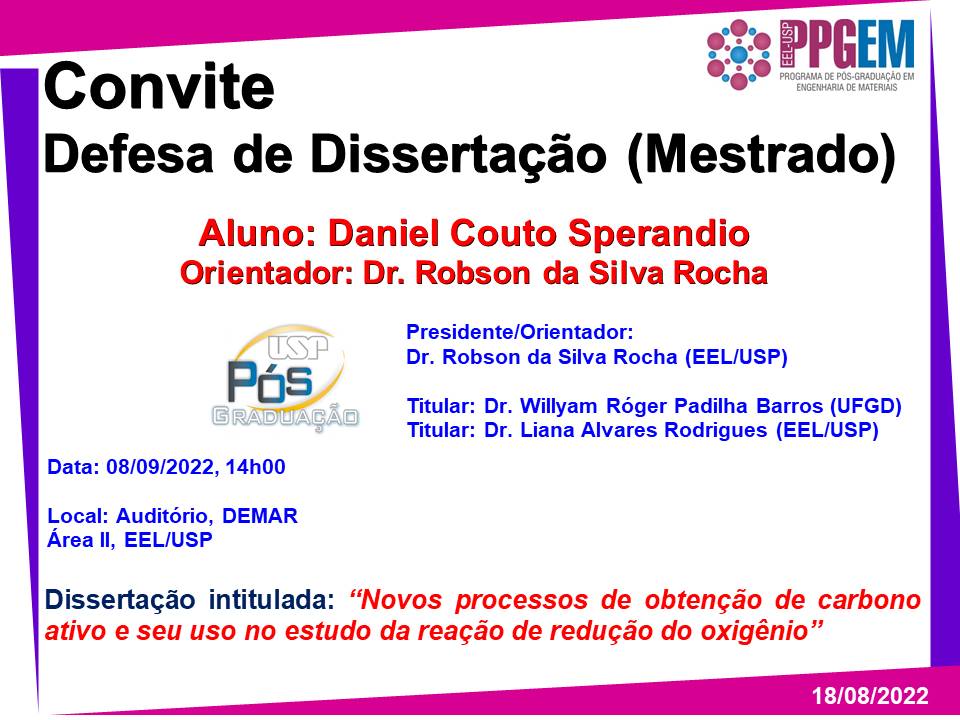 EEL-USP
PPGEM
PROGRAMA DE PÓS-GRADUAÇÃO EM
ENGENHARIA DE MATERIAIS
Convite
Defesa de Dissertação (Mestrado)
Aluno: Daniel Couto Sperandio
Orientador: Dr. Robson da Silva Rocha
USP
PÓS
GRADUAÇÃO
Presidente/Orientador:
Dr. Robson da Silva Rocha (EEL/USP)
Titular: Dr. Willyam Róger Padilha Barros (UFGD)
Titular: Dr. Liana Alvares Rodrigues (EEL/USP)
Data: 08/09/2022, 14h00
Local: Auditório, DEMAR
Área II, EEL/USP
Dissertação intitulada: “Novos processos de obtenção de carbono
ativo e seu uso no estudo da reação de redução do oxigênio”
18/08/2022